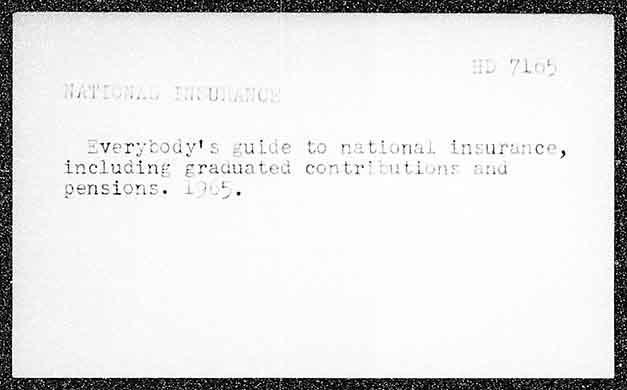 HD 7165
NATIONAL INSURANCE
Everybody's guide to national insurance,
including graduated contributions and
pensions. 1965.